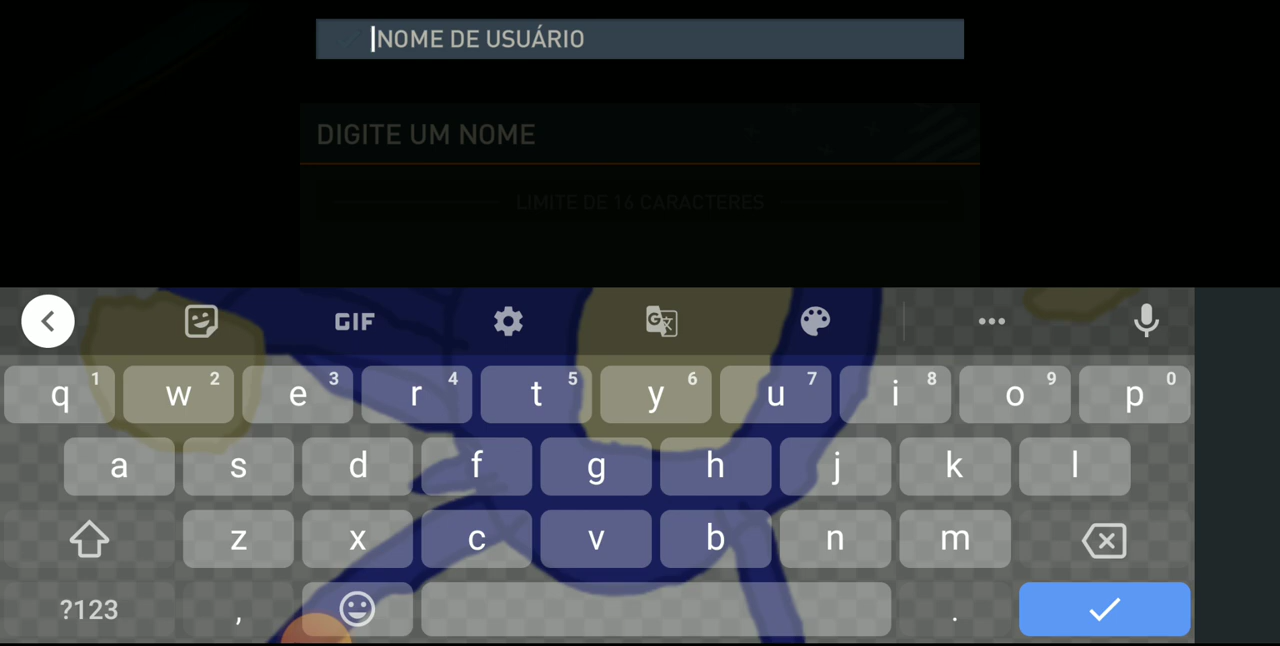 NOME DE USUÁRIO
DIGITE UM NOME
LIMITE DE 16 CARACTERES
GIF
q 1 w 2 e 3 r 4 t 5 y 6 u 7 i 8 o 9 p 0
a s d f g h j k l
z x c v b n m
?123 , .